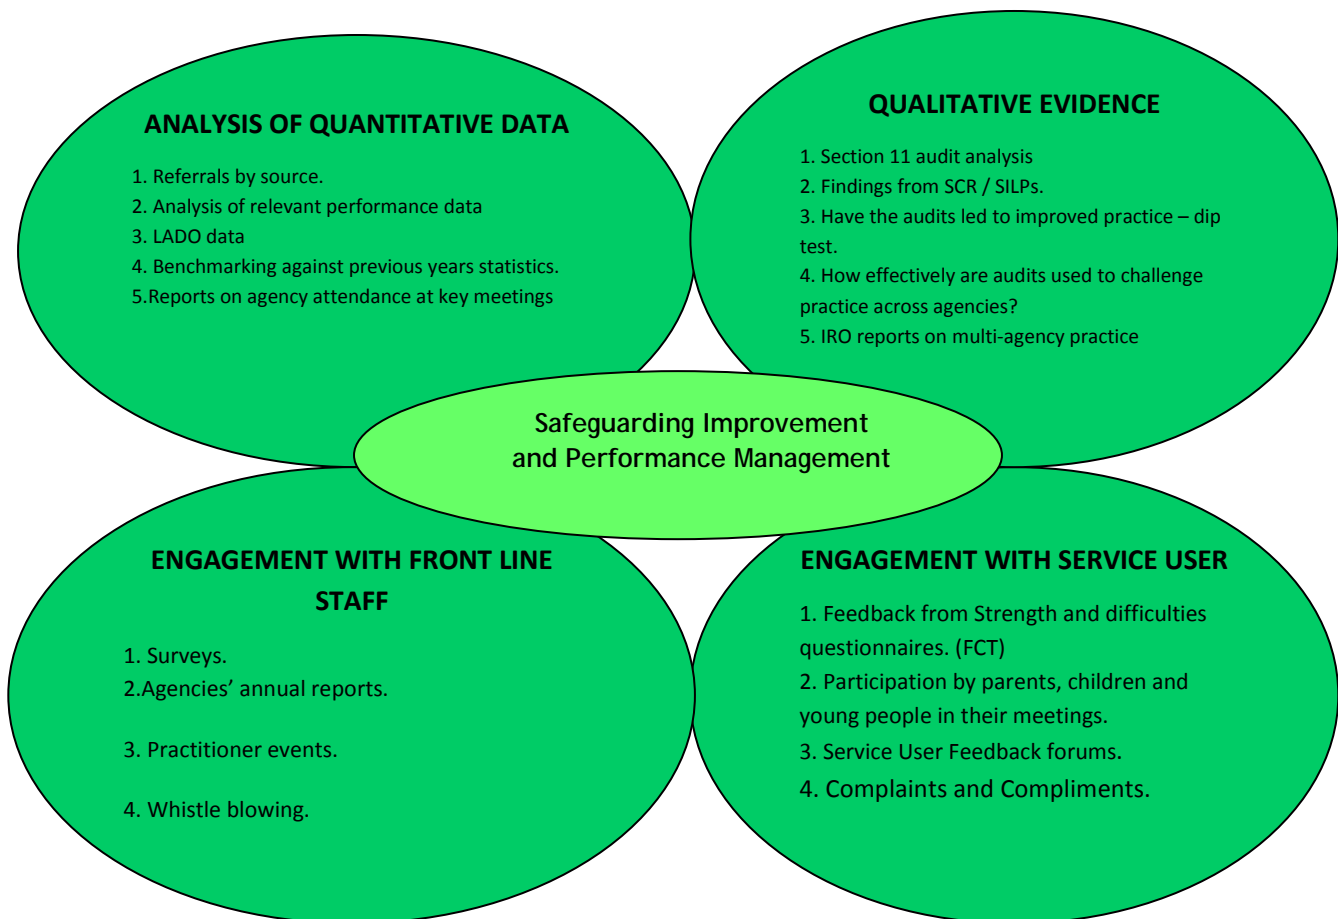 ANALYSIS OF QUANTITATIVE DATA
1. Referrals by source.
2. Analysis of relevant performance data
3. LADO data
4. Benchmarking against previous years statistics.
5.Reports on agency attendance at key meetings
QUALITATIVE EVIDENCE
1. Section 11 audit analysis
2. Findings from SCR / SILPs.
3. Have the audits led to improved practice – dip
test.
4. How effectively are audits used to challenge
practice across agencies?
5. IRO reports on multi-agency practice
Safeguarding Improvement
and Performance Management
ENGAGEMENT WITH FRONT LINE
STAFF
1. Surveys.
2.Agencies’ annual reports.
3. Practitioner events.
4. Whistle blowing.
ENGAGEMENT WITH SERVICE USER
1. Feedback from Strength and difficulties
questionnaires. (FCT)
2. Participation by parents, children and
young people in their meetings.
3. Service User Feedback forums.
4. Complaints and Compliments.